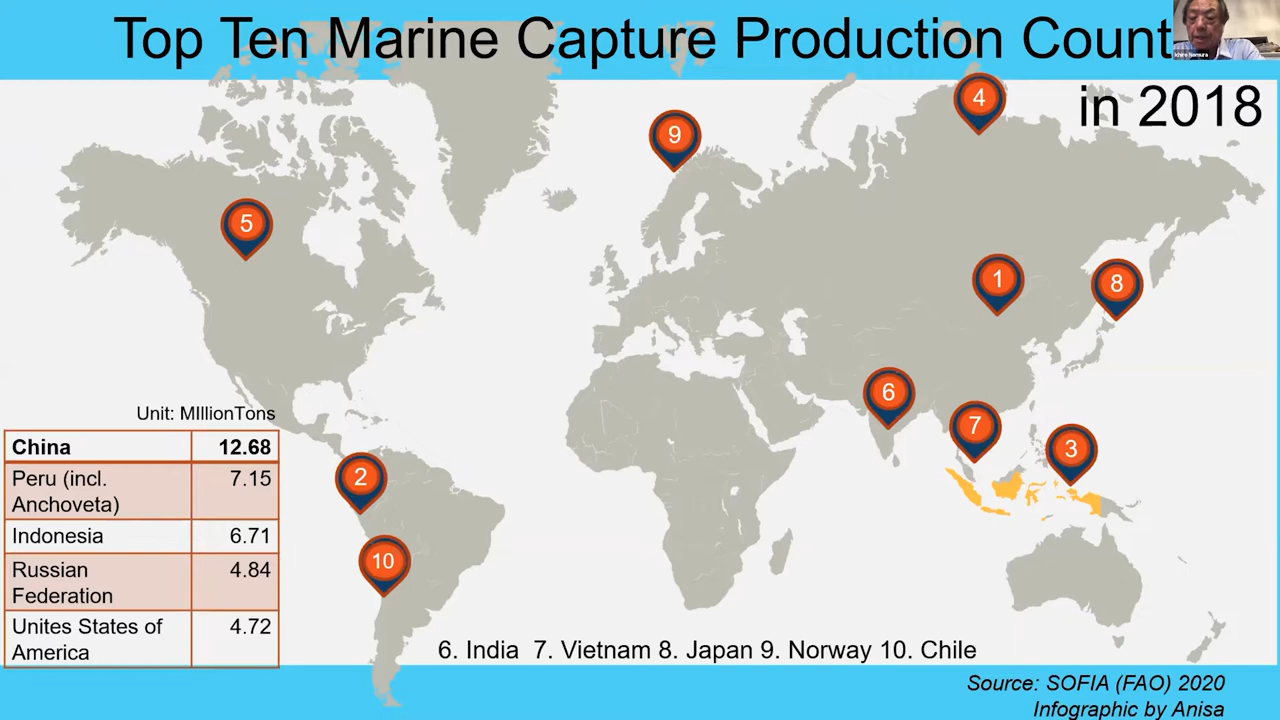 Top Ten Marine Capture Production Count
in 2018
4
9
5
1
8
6
7
3
2
10
Unit: MIllionTons
China 12.68
Peru (incl. Anchoveta) 7.15
Indonesia 6.71
Russian Federation 4.84
Unites States of America 4.72
6. India 7. Vietnam 8. Japan 9. Norway 10. Chile
Source: SOFIA (FAO) 2020
Infographic by Anisa